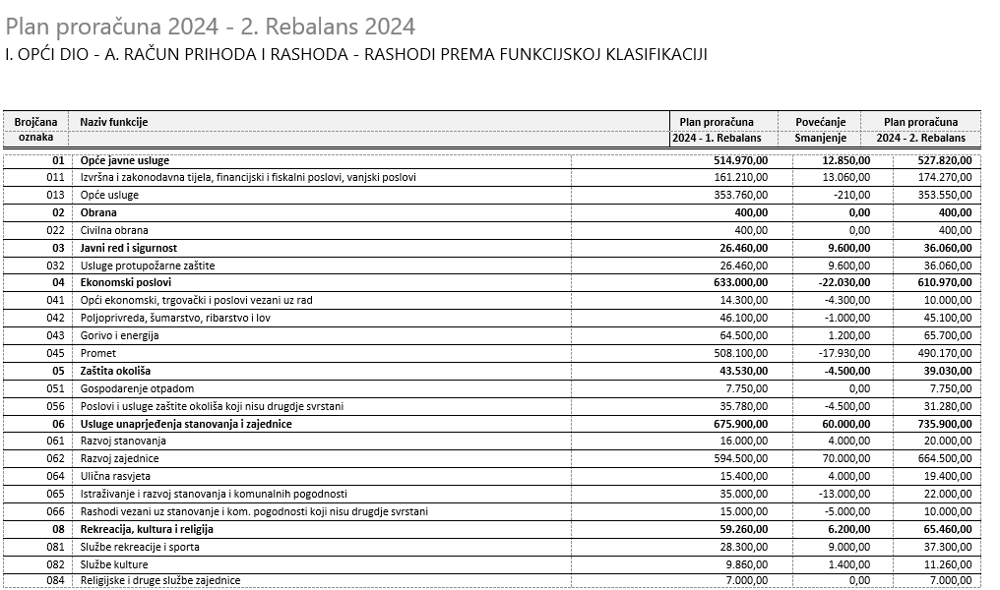 Plan proračuna 2024 - 2. Rebalans 2024
I. OPĆI DIO - A. RAČUN PRIHODA I RASHODA - RASHODI PREMA FUNKCIJSKOJ KLASIFIKACIJI
Brojčana Naziv funkcije Plan proračuna Povećanje Plan proračuna
oznaka 2024 - 1. Rebalans Smanjenje 2024 - 2. Rebalans
01 Opće javne usluge 514.970,00 12.850,00 527.820,00
011 Izvršna i zakonodavna tijela, financijski i fiskalni poslovi, vanjski poslovi 161.210,00 13.060,00 174.270,00
013 Opće usluge 353.760,00 -210,00 353.550,00
02 Obrana 400,00 0,00 400,00
022 Civilna obrana 400,00 0,00 400,00
03 Javni red i sigurnost 26.460,00 9.600,00 36.060,00
032 Usluge protupožarne zaštite 26.460,00 9.600,00 36.060,00
04 Ekonomski poslovi 633.000,00 -22.030,00 610.970,00
041 Opći ekonomski, trgovački i poslovi vezani uz rad 14.300,00 -4.300,00 10.000,00
042 Poljoprivreda, šumarstvo, ribarstvo i lov 46.100,00 -1.000,00 45.100,00
043 Gorivo i energija 64.500,00 1.200,00 65.700,00
045 Promet 508.100,00 -17.930,00 490.170,00
05 Zaštita okoliša 43.530,00 -4.500,00 39.030,00
051 Gospodarenje otpadom 7.750,00 0,00 7.750,00
056 Poslovi i usluge zaštite okoliša koji nisu drugdje svrstani 35.780,00 -4.500,00 31.280,00
06 Usluge unaprjeđenja stanovanja i zajednice 675.900,00 60.000,00 735.900,00
061 Razvoj stanovanja 16.000,00 4.000,00 20.000,00
062 Razvoj zajednice 594.500,00 70.000,00 664.500,00
064 Ulična rasvjeta 15.400,00 4.000,00 19.400,00
065 Istraživanje i razvoj stanovanja i komunalnih pogodnosti 35.000,00 -13.000,00 22.000,00
066 Rashodi vezani uz stanovanje i kom. pogodnosti koji nisu drugdje svrstani 15.000,00 -5.000,00 10.000,00
08 Rekreacija, kultura i religija 59.260,00 6.200,00 65.460,00
081 Službe rekreacije i sporta 28.300,00 9.000,00 37.300,00
082 Službe kulture 9.860,00 1.400,00 11.260,00
084 Religijske i druge službe zajednice 7.000,00 0,00 7.000,00